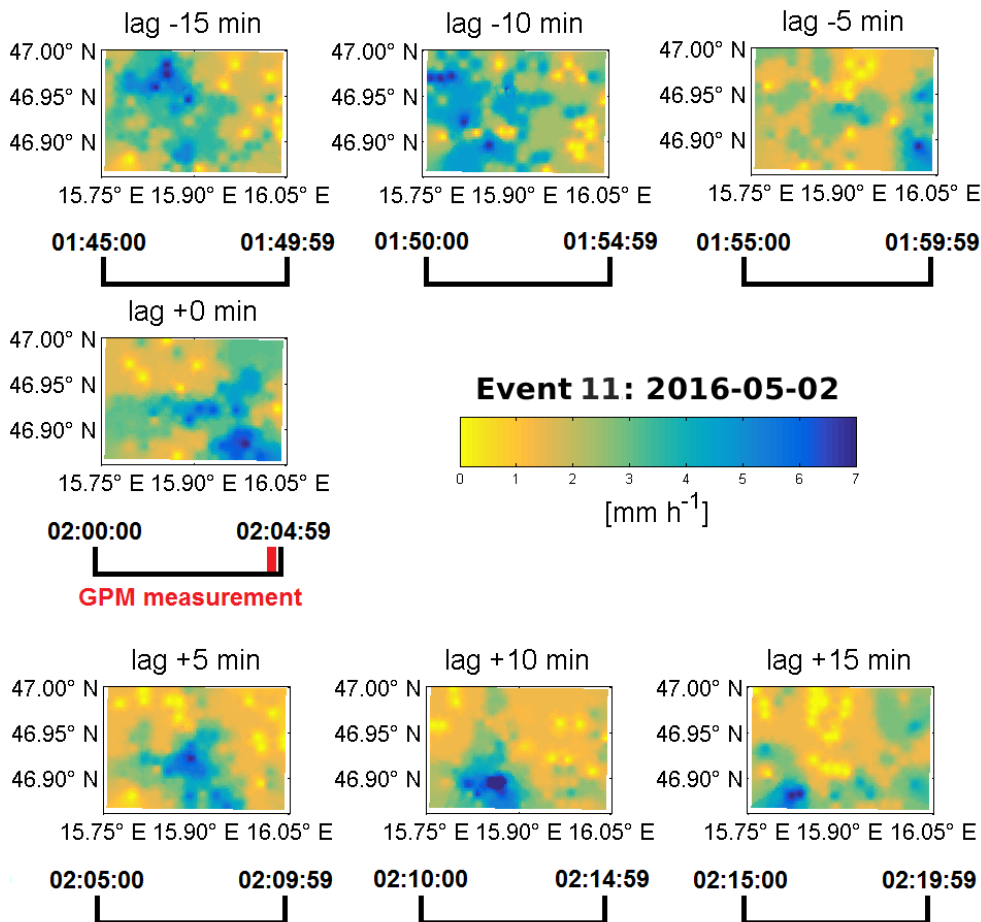 lag -15 min
lag -10 min
lag -5 min
47.00° N
46.95° N
46.90° N
47.00° N
46.95° N
46.90° N
47.00° N
46.95° N
46.90° N
15.75° E 15.90° E 16.05° E
15.75° E 15.90° E 16.05° E
15.75° E 15.90° E 16.05° E
01:45:00 01:49:59
01:50:00 01:54:59
01:55:00 01:59:59
lag +0 min
47.00° N
46.95° N
46.90° N
15.75° E 15.90° E 16.05° E
02:00:00 02:04:59
GPM measurement
Event 11: 2016-05-02
0 1 2 3 4 5 6 7
[mm h⁻¹]
lag +5 min
lag +10 min
lag +15 min
47.00° N
46.95° N
46.90° N
47.00° N
46.95° N
46.90° N
47.00° N
46.95° N
46.90° N
15.75° E 15.90° E 16.05° E
15.75° E 15.90° E 16.05° E
15.75° E 15.90° E 16.05° E
02:05:00 02:09:59
02:10:00 02:14:59
02:15:00 02:19:59